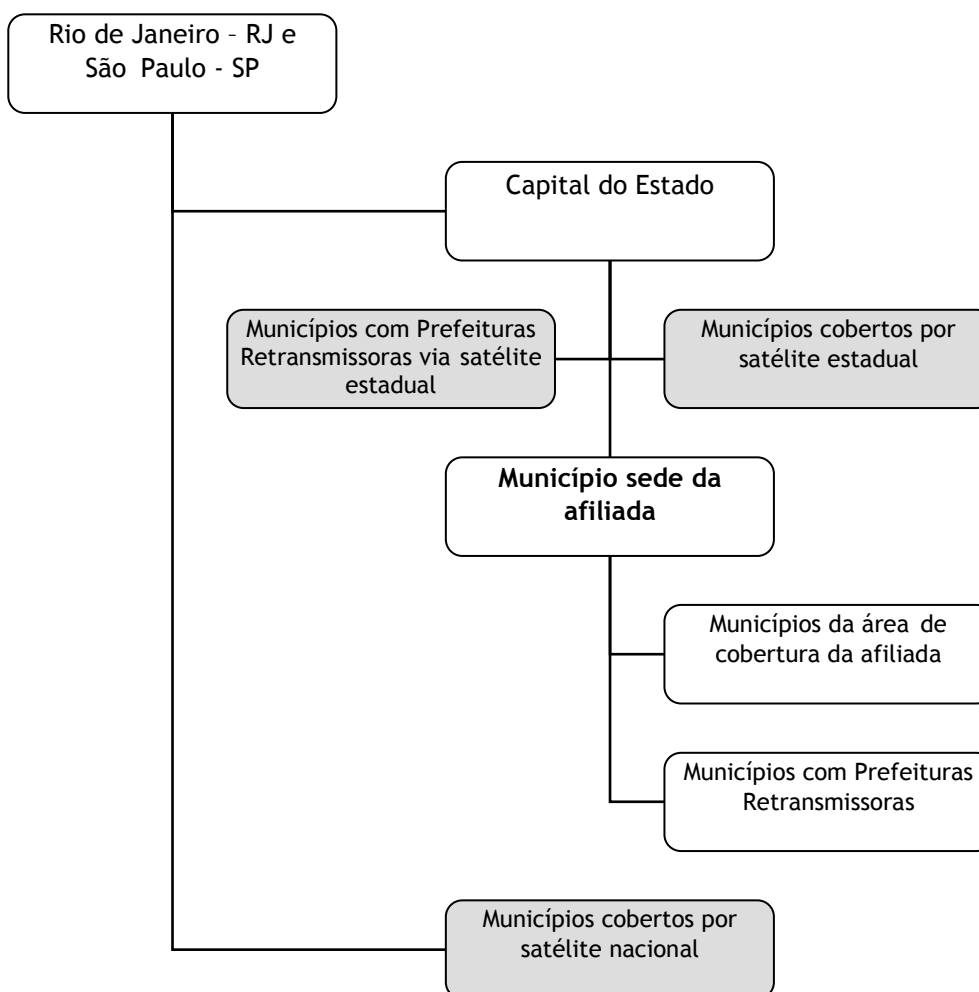 Rio de Janeiro – RJ e
São Paulo - SP
Capital do Estado
Municípios com Prefeituras
Retransmissoras via satélite
estadual
Municípios cobertos por
satélite estadual
Município sede da
afiliada
Municípios da área de
cobertura da afiliada
Municípios com Prefeituras
Retransmissoras
Municípios cobertos por
satélite nacional